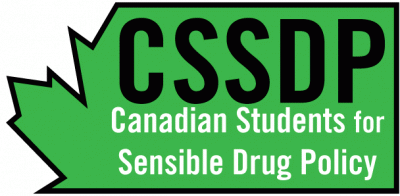 CSSDP
Canadian Students for
Sensible Drug Policy